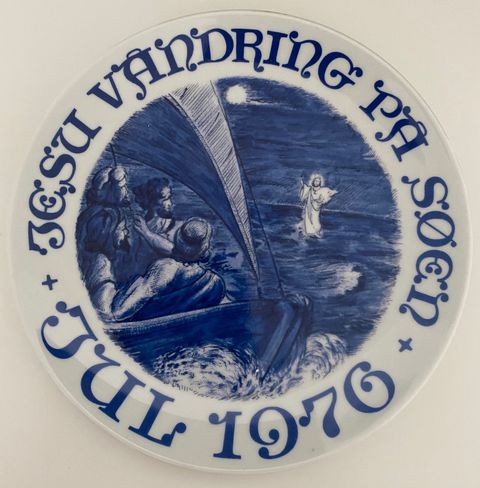 JESU VANDRING PÅ SØEN
+ JUL 1976 +